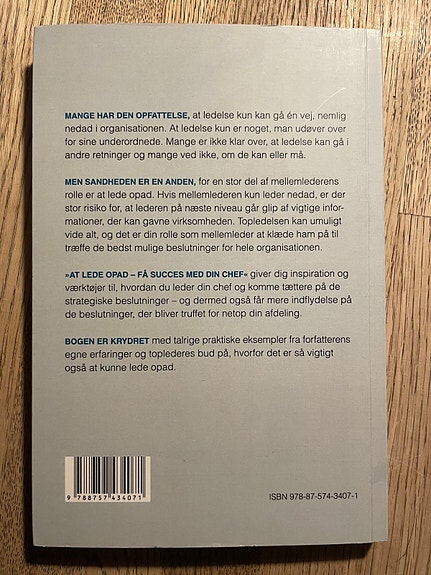 MANGE HAR DEN OPFATTELSE, at ledelse kun kan gå én vej, nemlig
nedad i organisationen. At ledelse kun er noget, man udøver over
for sine underordnede. Mange er ikke klar over, at ledelse kan gå i
andre retninger og mange ved ikke, om de kan eller må.
MEN SANDHEDEN ER EN ANDEN, for en stor del af mellemlederens
rolle er at lede opad. Hvis mellemlederen kun leder nedad, er der
stor risiko for, at lederen på næste niveau går glip af vigtige infor-
mationer, der kan gavne virksomheden. Topledelsen kan umuligt
vide alt, og det er din rolle som mellemleder at klæde ham på til
at træffe de bedst mulige beslutninger for hele organisationen.
»AT LEDE OPAD – FÅ SUCCES MED DIN CHEF« giver dig inspiration og
værktøjer til, hvordan du leder din chef og komme tættere på de
strategiske beslutninger – og dermed også får mere indflydelse på
de beslutninger, der bliver truffet for netop din afdeling.
BOGEN ER KRYDRET med talrige praktiske eksempler fra forfatterens
egne erfaringer og toplederes bud på, hvorfor det er så vigtigt
også at kunne lede opad.
9 788757 434071
ISBN 978-87-574-3407-1